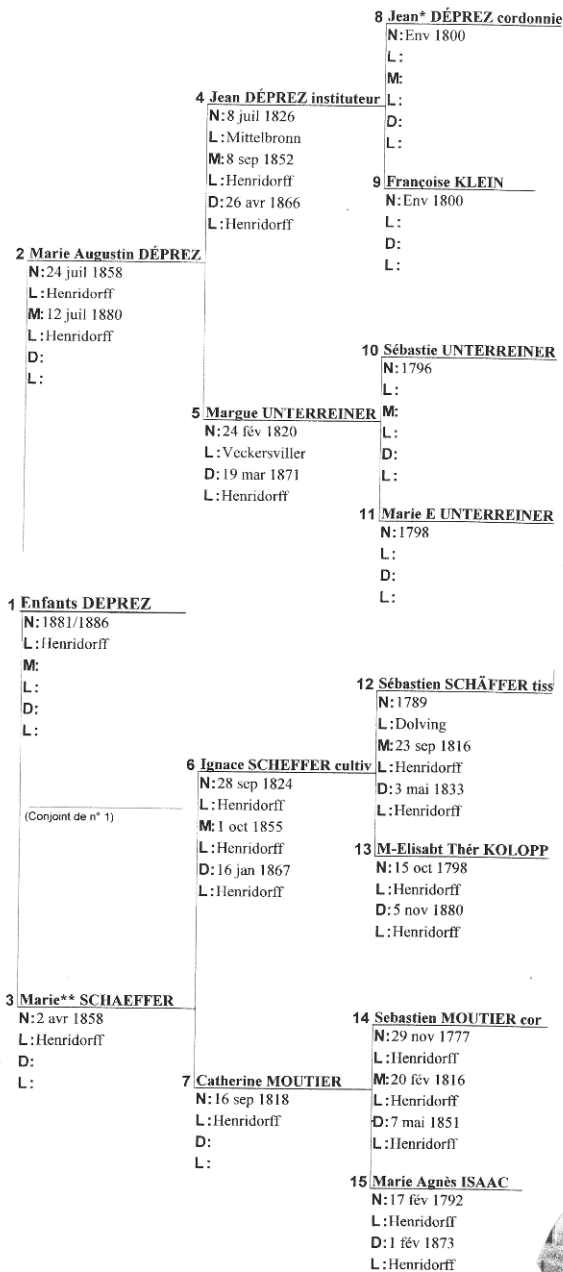 8 Jean* DÉPREZ cordonnie
N: Env 1800
L:
M:
L:
D:
L:
4 Jean DÉPREZ instituteur
N: 8 juil 1826
L: Mittelbronn
M: 8 sep 1852
L: Henridorff
D: 26 avr 1866
L: Henridorff
9 Françoise KLEIN
N: Env 1800
L:
D:
L:
2 Marie Augustin DÉPREZ
N: 24 juil 1858
L: Henridorff
M: 12 juil 1880
L: Henridorff
D:
L:
10 Sébastie UNTERREINER
N: 1796
L:
M:
L:
D:
L:
5 Margue UNTERREINER
N: 24 fév 1820
L: Veckersviller
D: 19 mar 1871
L: Henridorff
11 Marie E UNTERREINER
N: 1798
L:
D:
L:
1 Enfants DEPREZ
N: 1881/1886
L: Henridorff
M:
L:
D:
L:
(Conjoint de n° 1)
12 Sébastien SCHÄFFER tiss
N: 1789
L: Dolving
M: 23 sep 1816
L: Henridorff
D: 3 mai 1833
L: Henridorff
6 Ignace SCHEFFER cultiv
N: 28 sep 1824
L: Henridorff
M: 1 oct 1855
L: Henridorff
D: 16 jan 1867
L: Henridorff
13 M-Elisabt Thér KOLOPP
N: 15 oct 1798
L: Henridorff
D: 5 nov 1880
L: Henridorff
3 Marie** SCHAEFFER
N: 2 avr 1858
L: Henridorff
D:
L:
14 Sebastien MOUTIER cor
N: 29 nov 1777
L: Henridorff
M: 20 fév 1816
L: Henridorff
D: 7 mai 1851
L: Henridorff
7 Catherine MOUTIER
N: 16 sep 1818
L: Henridorff
D:
L:
15 Marie Agnès ISAAC
N: 17 fév 1792
L: Henridorff
D: 1 fév 1873
L: Henridorff